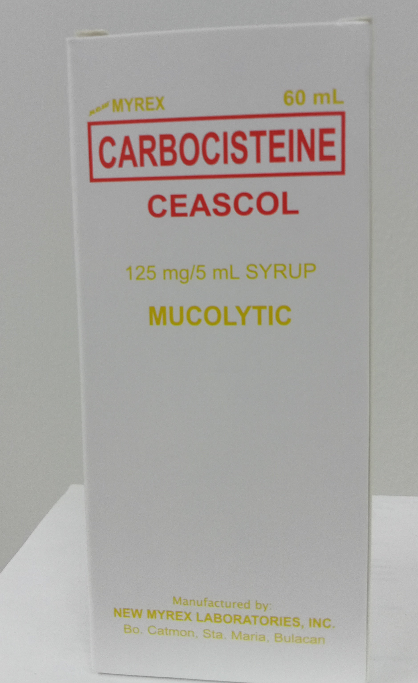 NEW MYREX 60 mL
CARBOCISTEINE
CEASCOL
125 mg/5 mL SYRUP
MUCOLYTIC
Manufactured by:
NEW MYREX LABORATORIES, INC.
Bo. Catmon, Sta. Maria, Bulacan